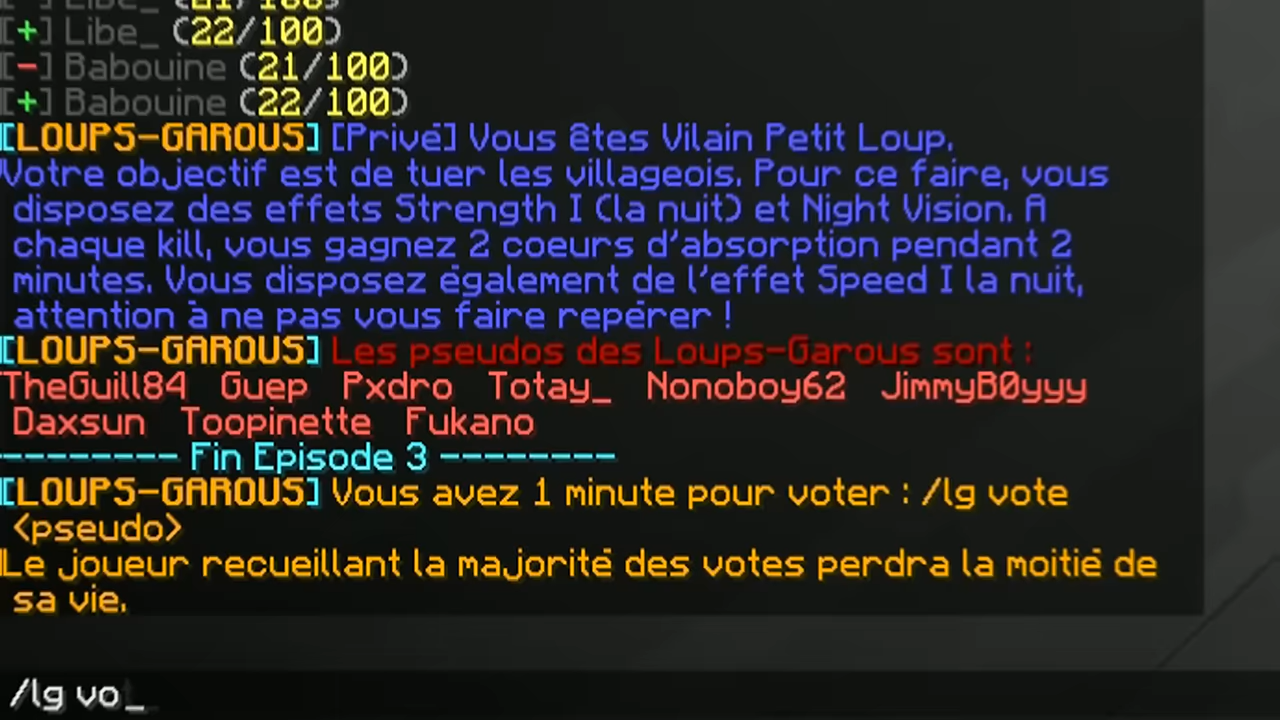 [-] Libe_ (21/100)
[+] Libe_ (22/100)
[-] Babouine (21/100)
[+] Babouine (22/100)
[LOUPS-GAROUS] [Privé] Vous êtes Vilain Petit Loup.
Votre objectif est de tuer les villageois. Pour ce faire, vous
disposez des effets Strength I (la nuit) et Night Vision. A
chaque kill, vous gagnez 2 coeurs d'absorption pendant 2
minutes. Vous disposez également de l'effet Speed I la nuit,
attention à ne pas vous faire repérer !
[LOUPS-GAROUS] Les pseudos des Loups-Garous sont :
TheGuill84 Guep Pxdro Totay_ Nonoboy62 JimmyB0yyy
Daxsun Toopinette Fukano
-------- Fin Episode 3 --------
[LOUPS-GAROUS] Vous avez 1 minute pour voter : /lg vote
<pseudo>
Le joueur recueillant la majorité des votes perdra la moitié de
sa vie.
/lg vo_